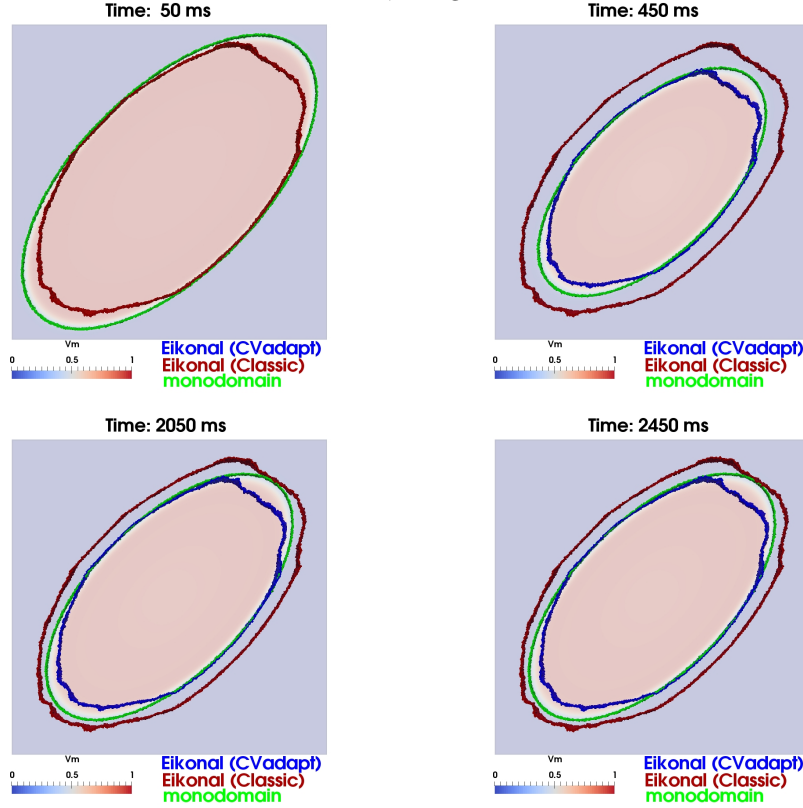 Time: 50 ms
Time: 450 ms
Vm
0 0.5 1
Eikonal (CVadapt)
Eikonal (Classic)
monodomain
Vm
0 0.5 1
Eikonal (CVadapt)
Eikonal (Classic)
monodomain
Time: 2050 ms
Time: 2450 ms
Vm
0 0.5 1
Eikonal (CVadapt)
Eikonal (Classic)
monodomain
Vm
0 0.5 1
Eikonal (CVadapt)
Eikonal (Classic)
monodomain